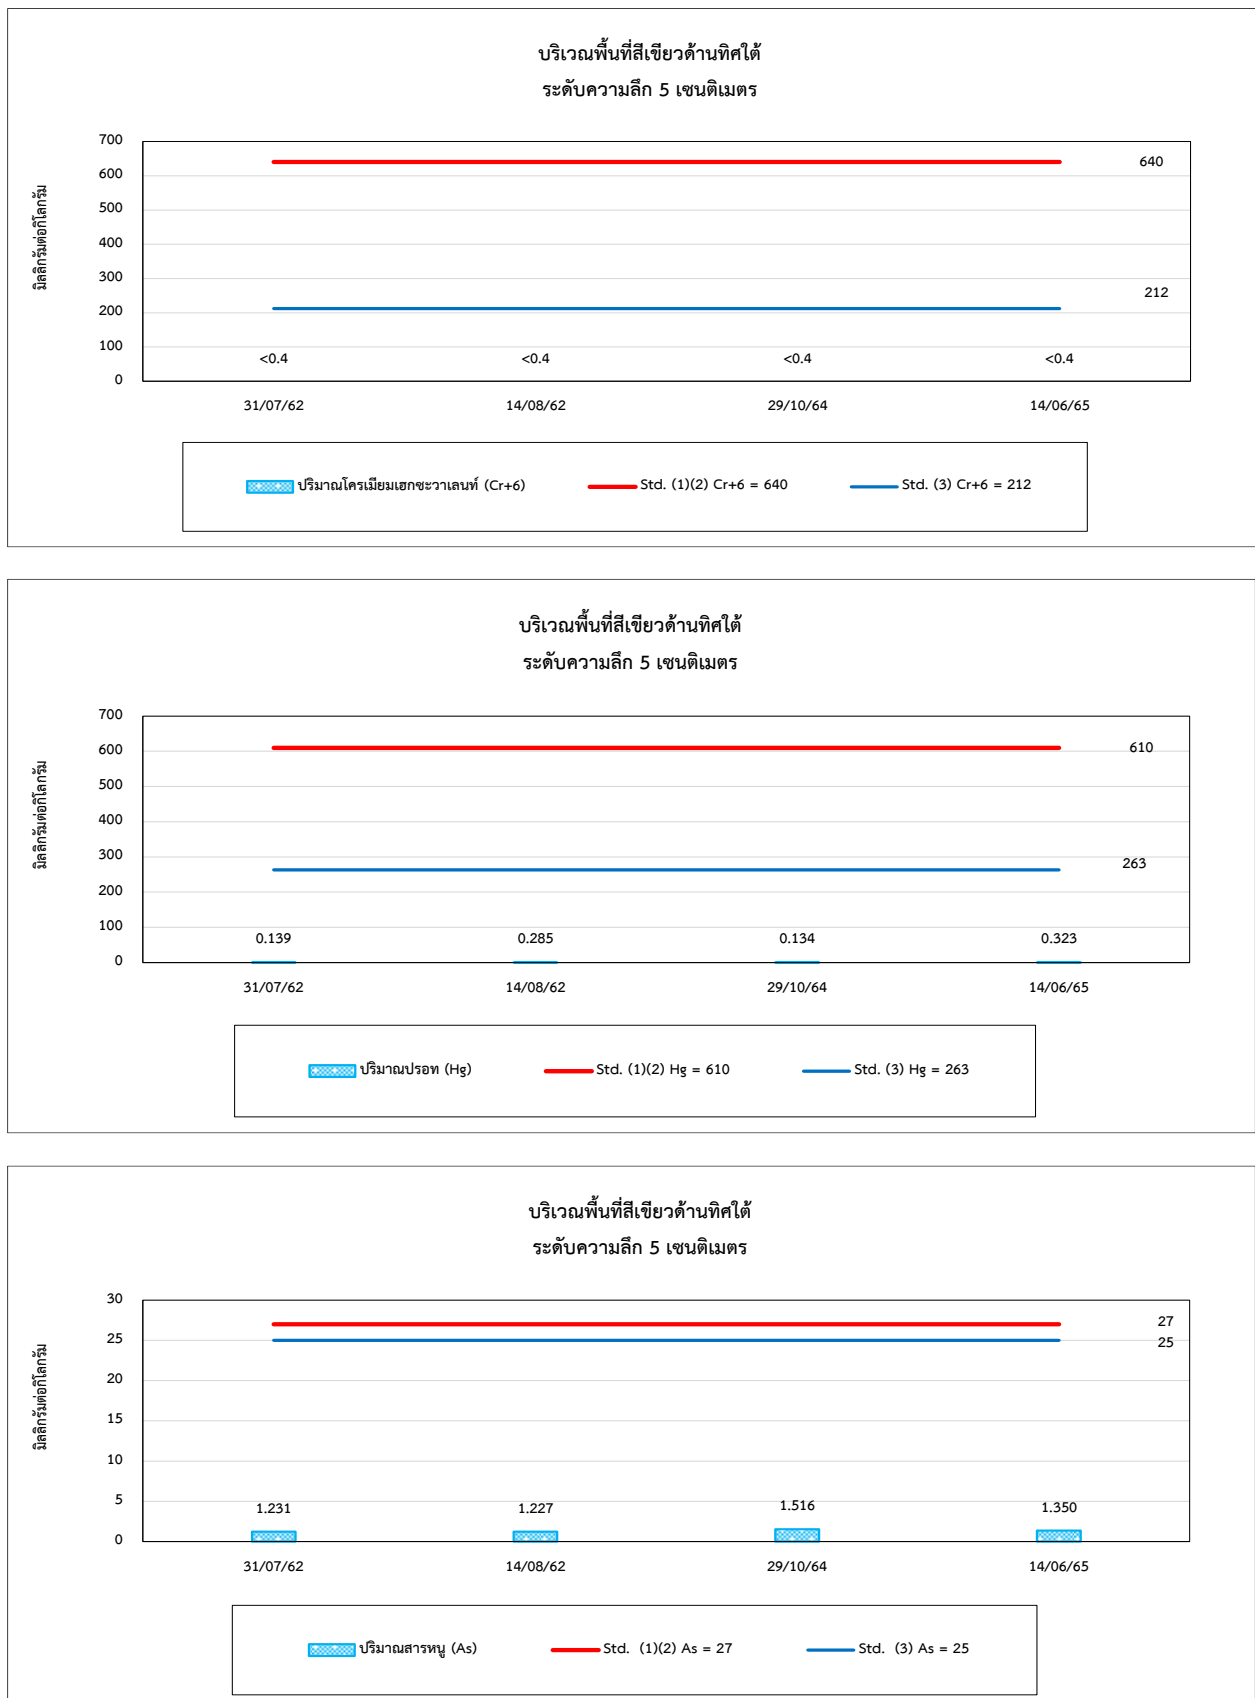 บริเวณพื้นที่สีเขียวด้านทิศใต้
ระดับความลึก 5 เซนติเมตร
มิลลิกรัมต่อกิโลกรัม
700
600
500
400
300
200
100
0
640
212
<0.4 <0.4 <0.4 <0.4
31/07/62 14/08/62 29/10/64 14/06/65
ปริมาณโครเมียมเฮกซะวาเลนท์ (Cr+6) Std. (1)(2) Cr+6 = 640 Std. (3) Cr+6 = 212
บริเวณพื้นที่สีเขียวด้านทิศใต้
ระดับความลึก 5 เซนติเมตร
มิลลิกรัมต่อกิโลกรัม
700
600
500
400
300
200
100
0
610
263
0.139 0.285 0.134 0.323
31/07/62 14/08/62 29/10/64 14/06/65
ปริมาณปรอท (Hg) Std. (1)(2) Hg = 610 Std. (3) Hg = 263
บริเวณพื้นที่สีเขียวด้านทิศใต้
ระดับความลึก 5 เซนติเมตร
มิลลิกรัมต่อกิโลกรัม
30
25
20
15
10
5
0
27
25
1.231 1.227 1.516 1.350
31/07/62 14/08/62 29/10/64 14/06/65
ปริมาณสารหนู (As) Std. (1)(2) As = 27 Std. (3) As = 25